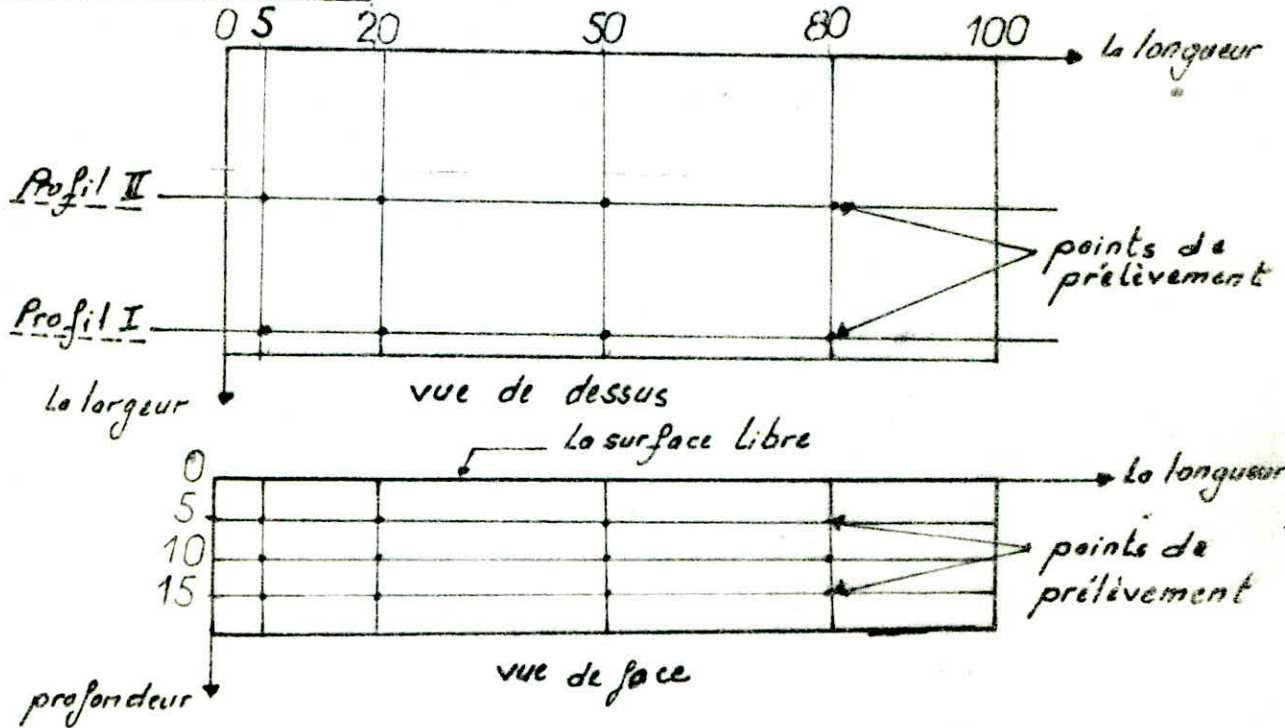 0 5 20 50 80 100
la longueur
Profil II
points de
prélèvement
Profil I
la largeur
vue de dessus
la surface libre
0
la longueur
5
10
points de
15
prélèvement
vue de face
profondeur